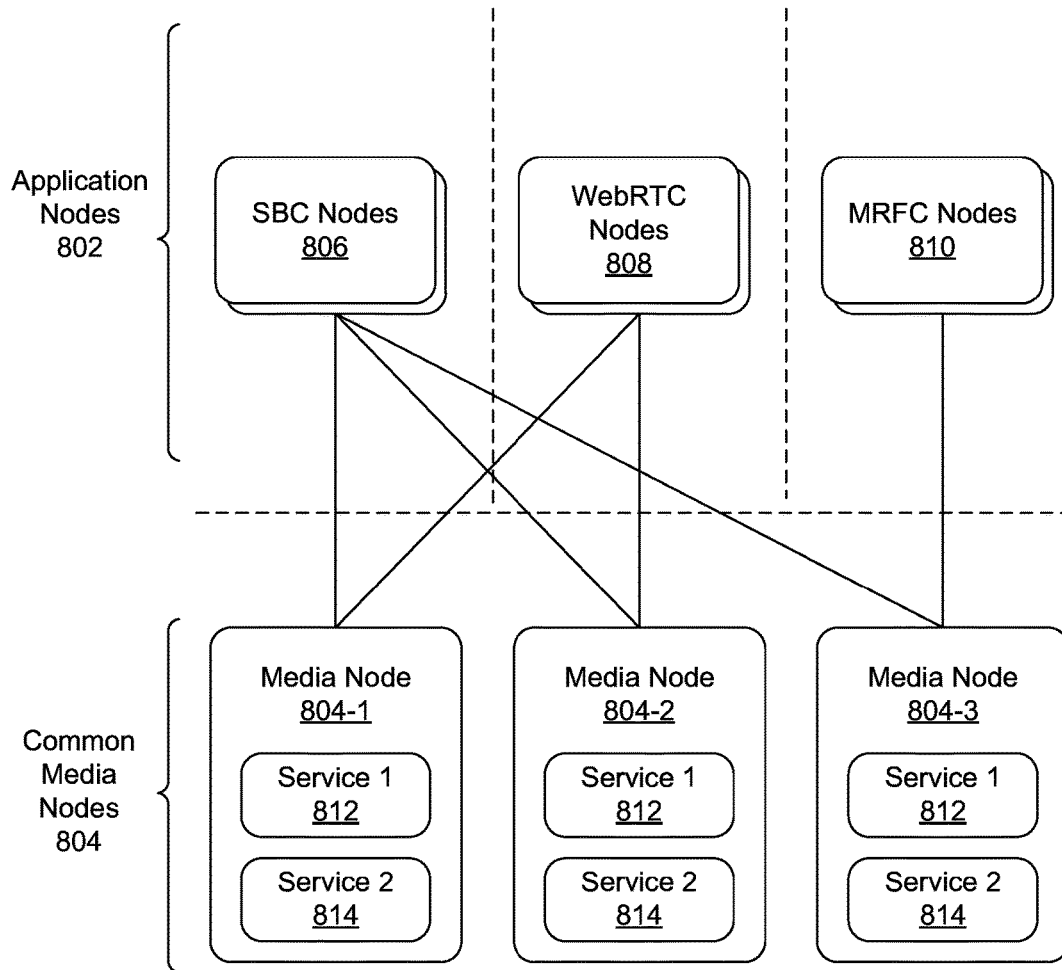 Application
Nodes
802
SBC Nodes
806
WebRTC
Nodes
808
MRFC Nodes
810
Common
Media
Nodes
804
Media Node
804-1
Service 1
812
Service 2
814
Media Node
804-2
Service 1
812
Service 2
814
Media Node
804-3
Service 1
812
Service 2
814